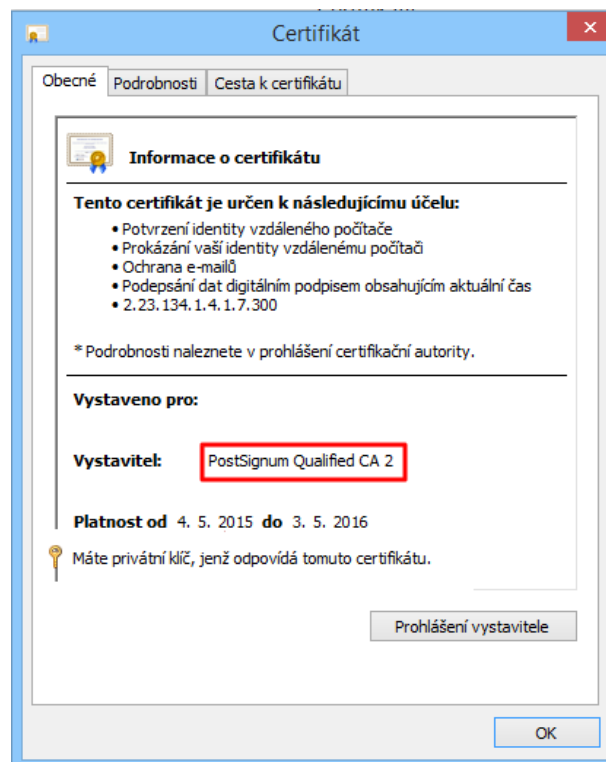 Certifikát
Obecné
Podrobnosti
Cesta k certifikátu
Informace o certifikátu
Tento certifikát je určen k následujícímu účelu:
• Potvrzení identity vzdáleného počítače
• Prokázání vaší identity vzdálenému počítači
• Ochrana e-mailů
• Podepsání dat digitálním podpisem obsahujícím aktuální čas
• 2.23.134.1.4.1.7.300
* Podrobnosti naleznete v prohlášení certifikační autority.
Vystaveno pro:
Vystavitel: PostSignum Qualified CA 2
Platnost od 4. 5. 2015 do 3. 5. 2016
Máte privátní klíč, jenž odpovídá tomuto certifikátu.
Prohlášení vystavitele
OK